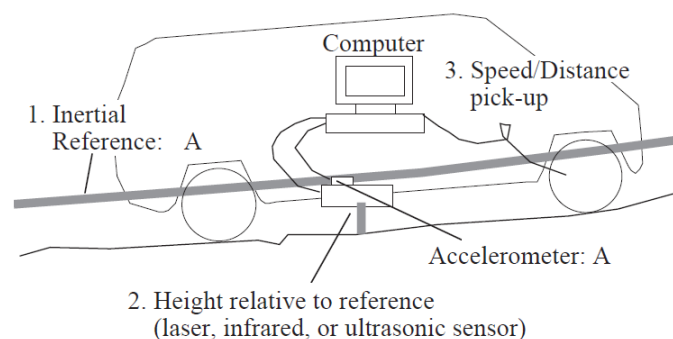 Computer
3. Speed/Distance
pick-up
1. Inertial
Reference: A
Accelerometer: A
2. Height relative to reference
(laser, infrared, or ultrasonic sensor)